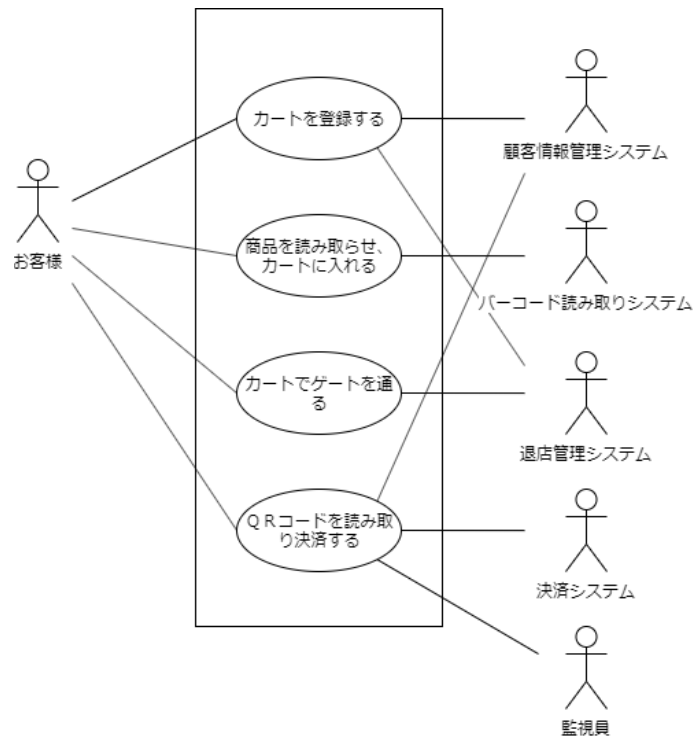 カートを登録する
顧客情報管理システム
お客様
商品を読み取らせ、
カートに入れる
バーコード読み取りシステム
カートでゲートを通
る
退店管理システム
ＱＲコードを読み取
り決済する
決済システム
監視員